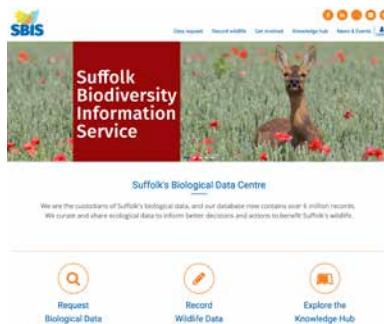 SBIS
Data request Record wildlife Get involved Knowledge hub News & Events
Suffolk
Biodiversity
Information
Service
Suffolk's Biological Data Centre
We are the custodians of Suffolk's biological data, and our database now contains over 6 million records.
We curate and share ecological data to inform better decisions and actions to benefit Suffolk's wildlife.
Request
Biological Data
Record
Wildlife Data
Explore the
Knowledge Hub